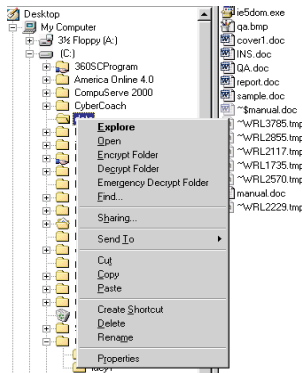 Desktop
My Computer
3½ Floppy (A:)
(C:)
360SCProgram
America Online 4.0
CompuServe 2000
CyberCoach
Explore
Open
Encrypt Folder
Decrypt Folder
Emergency Decrypt Folder
Find...
Sharing...
Send To
Cut
Copy
Paste
Create Shortcut
Delete
Rename
Properties
ie5dom.exe
qa.bmp
cover1.doc
INS.doc
QA.doc
report.doc
sample.doc
~$manual.doc
~WRL3785.tmp
~WRL2855.tmp
~WRL2117.tmp
~WRL1735.tmp
~WRL2570.tmp
manual.doc
~WRL2229.tmp